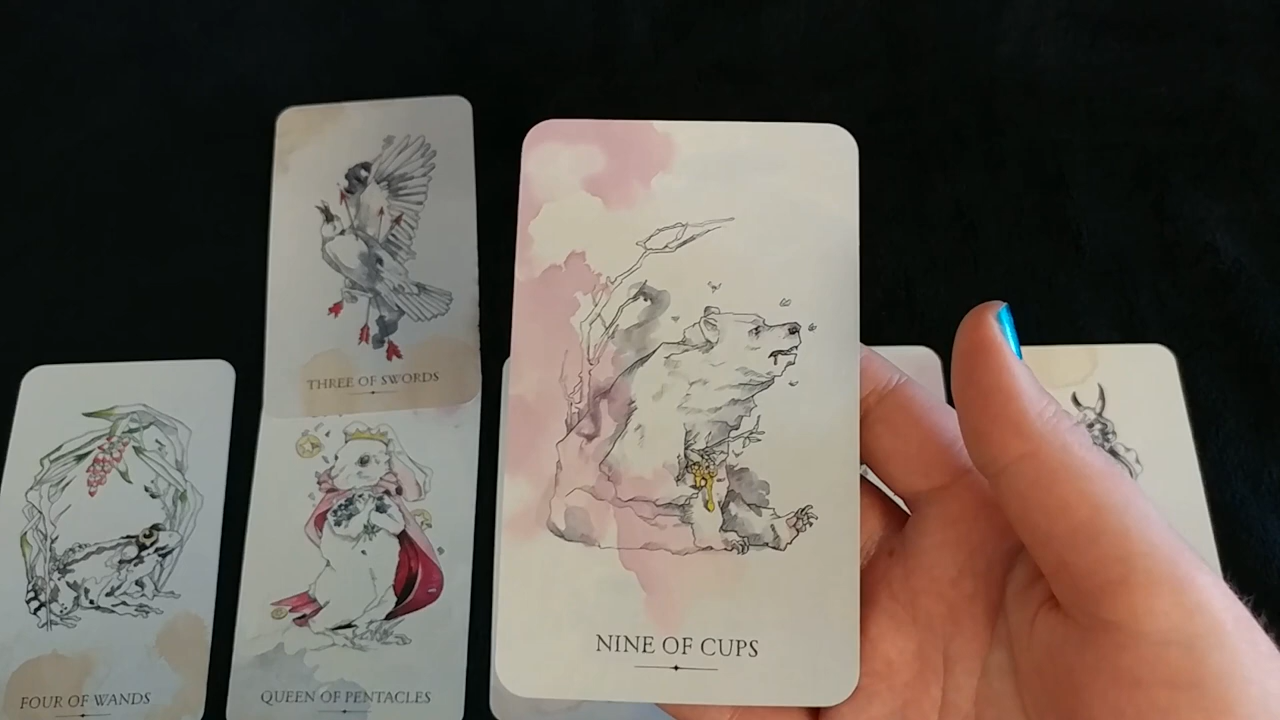 THREE OF SWORDS
FOUR OF WANDS
QUEEN OF PENTACLES
NINE OF CUPS